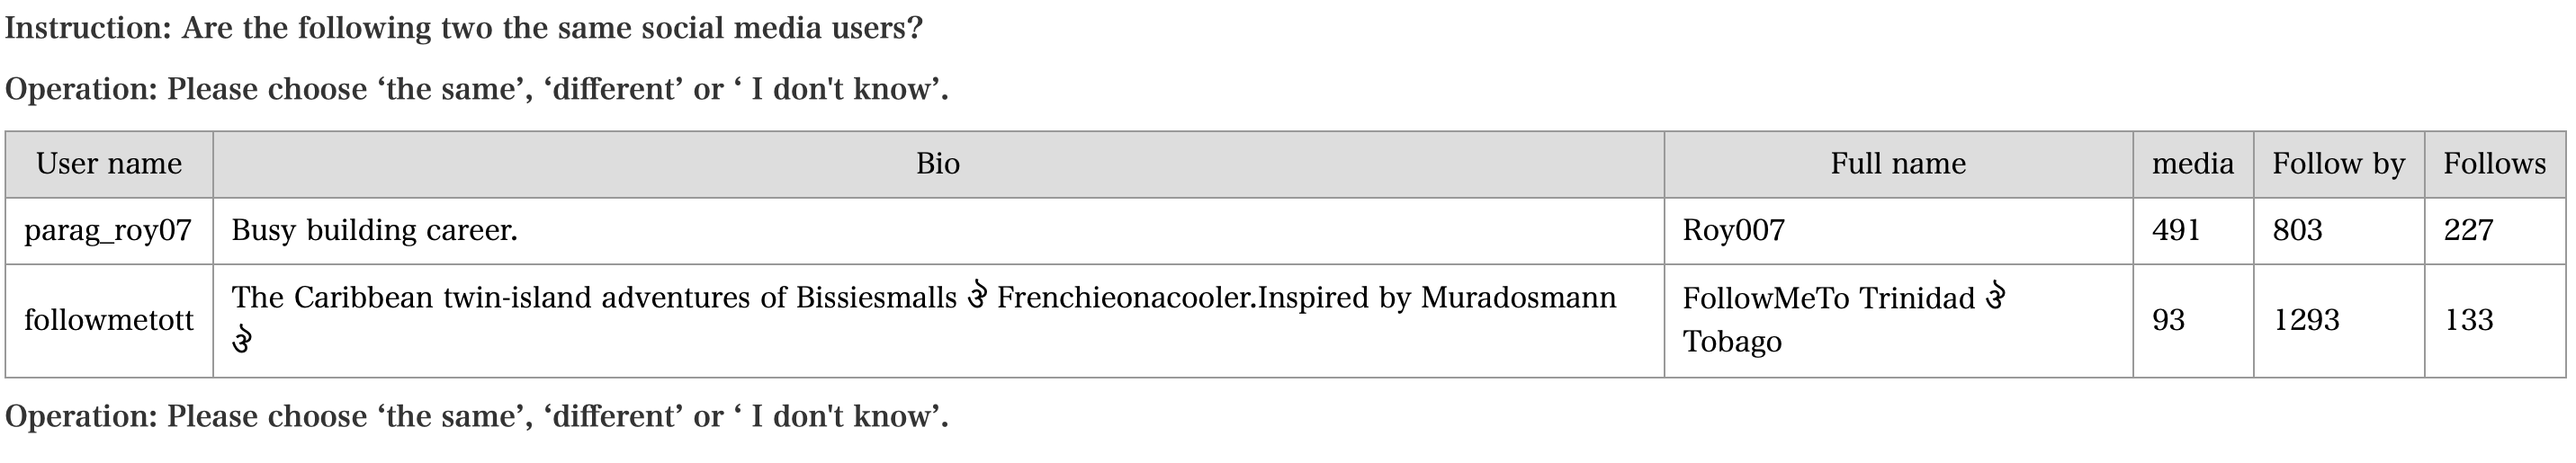 Instruction: Are the following two the same social media users?
Operation: Please choose ‘the same’, ‘different’ or ‘ I don't know’.
User name Bio Full name media Follow by Follows
parag_roy07 Busy building career. Roy007 491 803 227
followmetott The Caribbean twin-island adventures of Bissiesmalls ঐ Frenchieonacooler.Inspired by Muradosmann ঐ FollowMeTo Trinidad ঐ Tobago 93 1293 133
Operation: Please choose ‘the same’, ‘different’ or ‘ I don't know’.